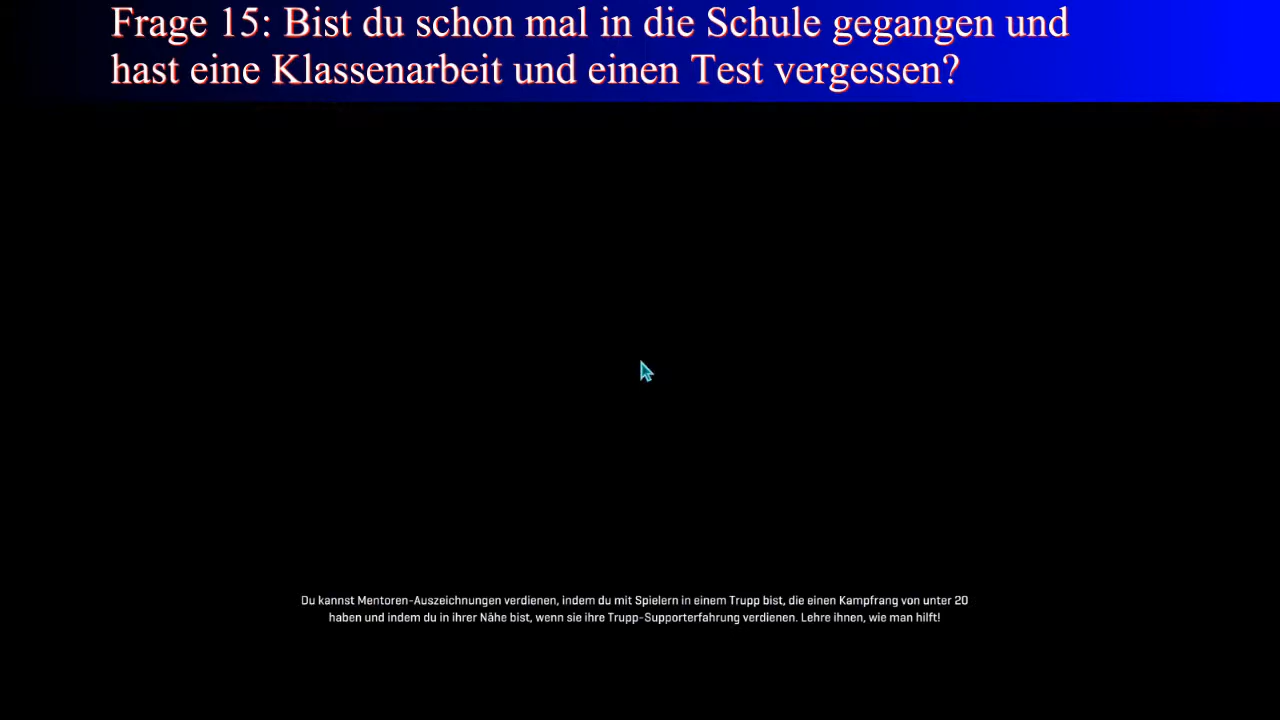 Frage 15: Bist du schon mal in die Schule gegangen und
hast eine Klassenarbeit und einen Test vergessen?
Du kannst Mentoren-Auszeichnungen verdienen, indem du mit Spielern in einem Trupp bist, die einen Kampfrang von unter 20
haben und indem du in ihrer Nähe bist, wenn sie ihre Trupp-Supporterfahrung verdienen. Lehre ihnen, wie man hilft!